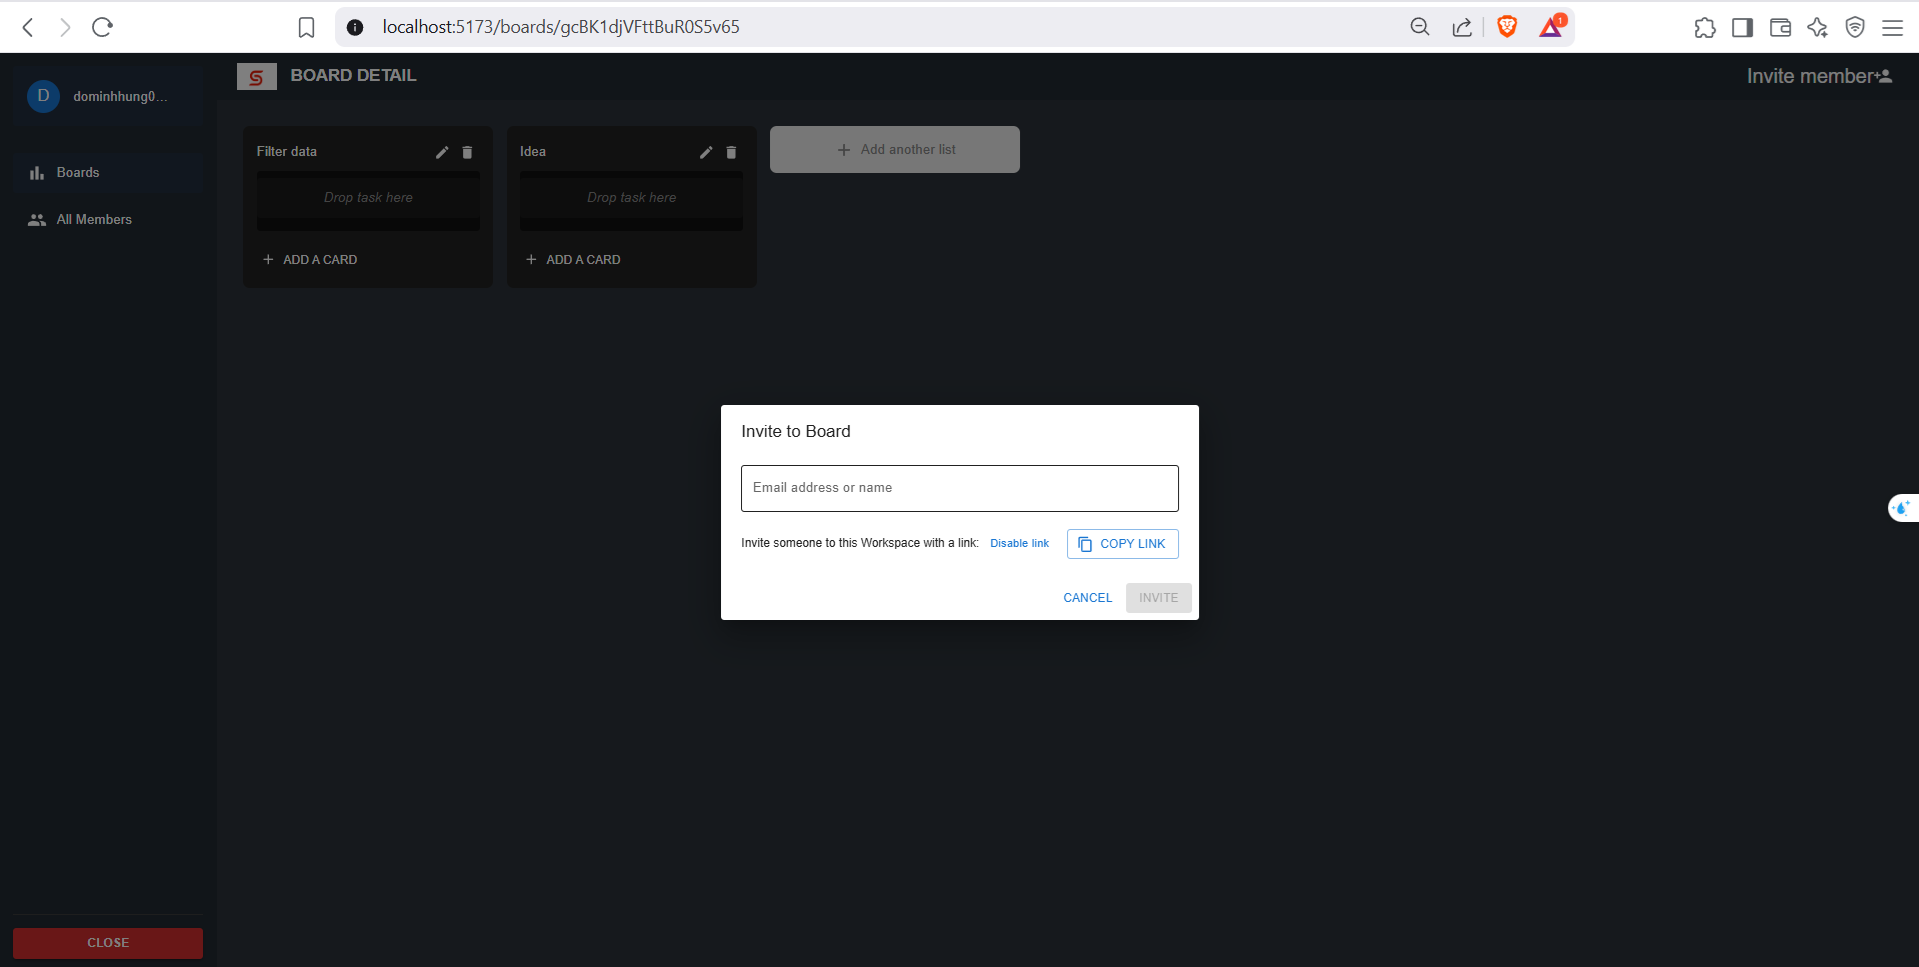 localhost:5173/boards/gcBK1djVFttBuR0S5v65
1
D
dominhhung0...
BOARD DETAIL
Invite member
Boards
All Members
Filter data
Drop task here
ADD A CARD
Idea
Drop task here
ADD A CARD
Add another list
Invite to Board
Email address or name
Invite someone to this Workspace with a link: Disable link COPY LINK
CANCEL INVITE
CLOSE